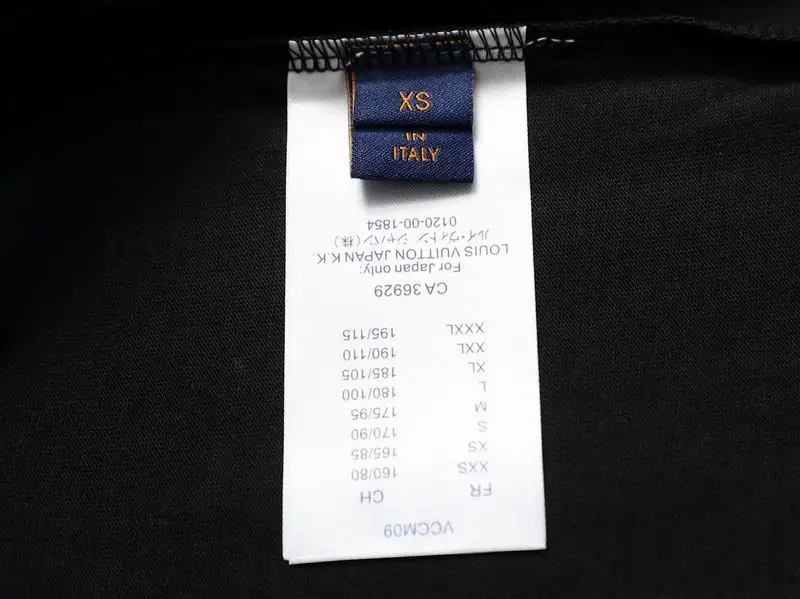 XS
IN
ITALY
VCCM09
FR CH
XXS 160/80
XS 165/85
S 170/90
M 175/95
L 180/100
XL 185/105
XXL 190/110
XXXL 195/115
CA 36929
For Japan only:
LOUIS VUITTON JAPAN K.K.
ルイ・ヴィトン ジャパン(株)
0120-00-1854